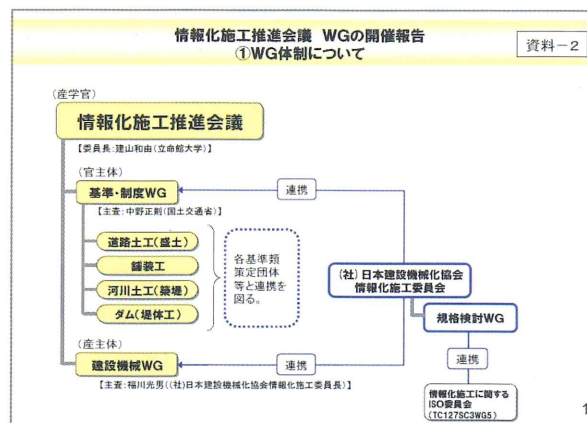 情報化施工推進会議 WGの開催報告
①WG体制について
資料－2
(産学官)
情報化施工推進会議
【委員長：建山和由(立命館大学)】
(官主体)
基準・制度WG
【主査：中野正則(国土交通省)】
連携
道路土工(盛土)
舗装工
河川土工(築堤)
ダム(堤体工)
各基準類
策定団体
等と連携を
図る。
(社)日本建設機械化協会
情報化施工委員会
規格検討WG
(産主体)
建設機械WG
【主査：福川光男((社)日本建設機械化協会情報化施工委員長)】
連携
連携
情報化施工に関する
ISO委員会
(TC127SC3WG5)
1